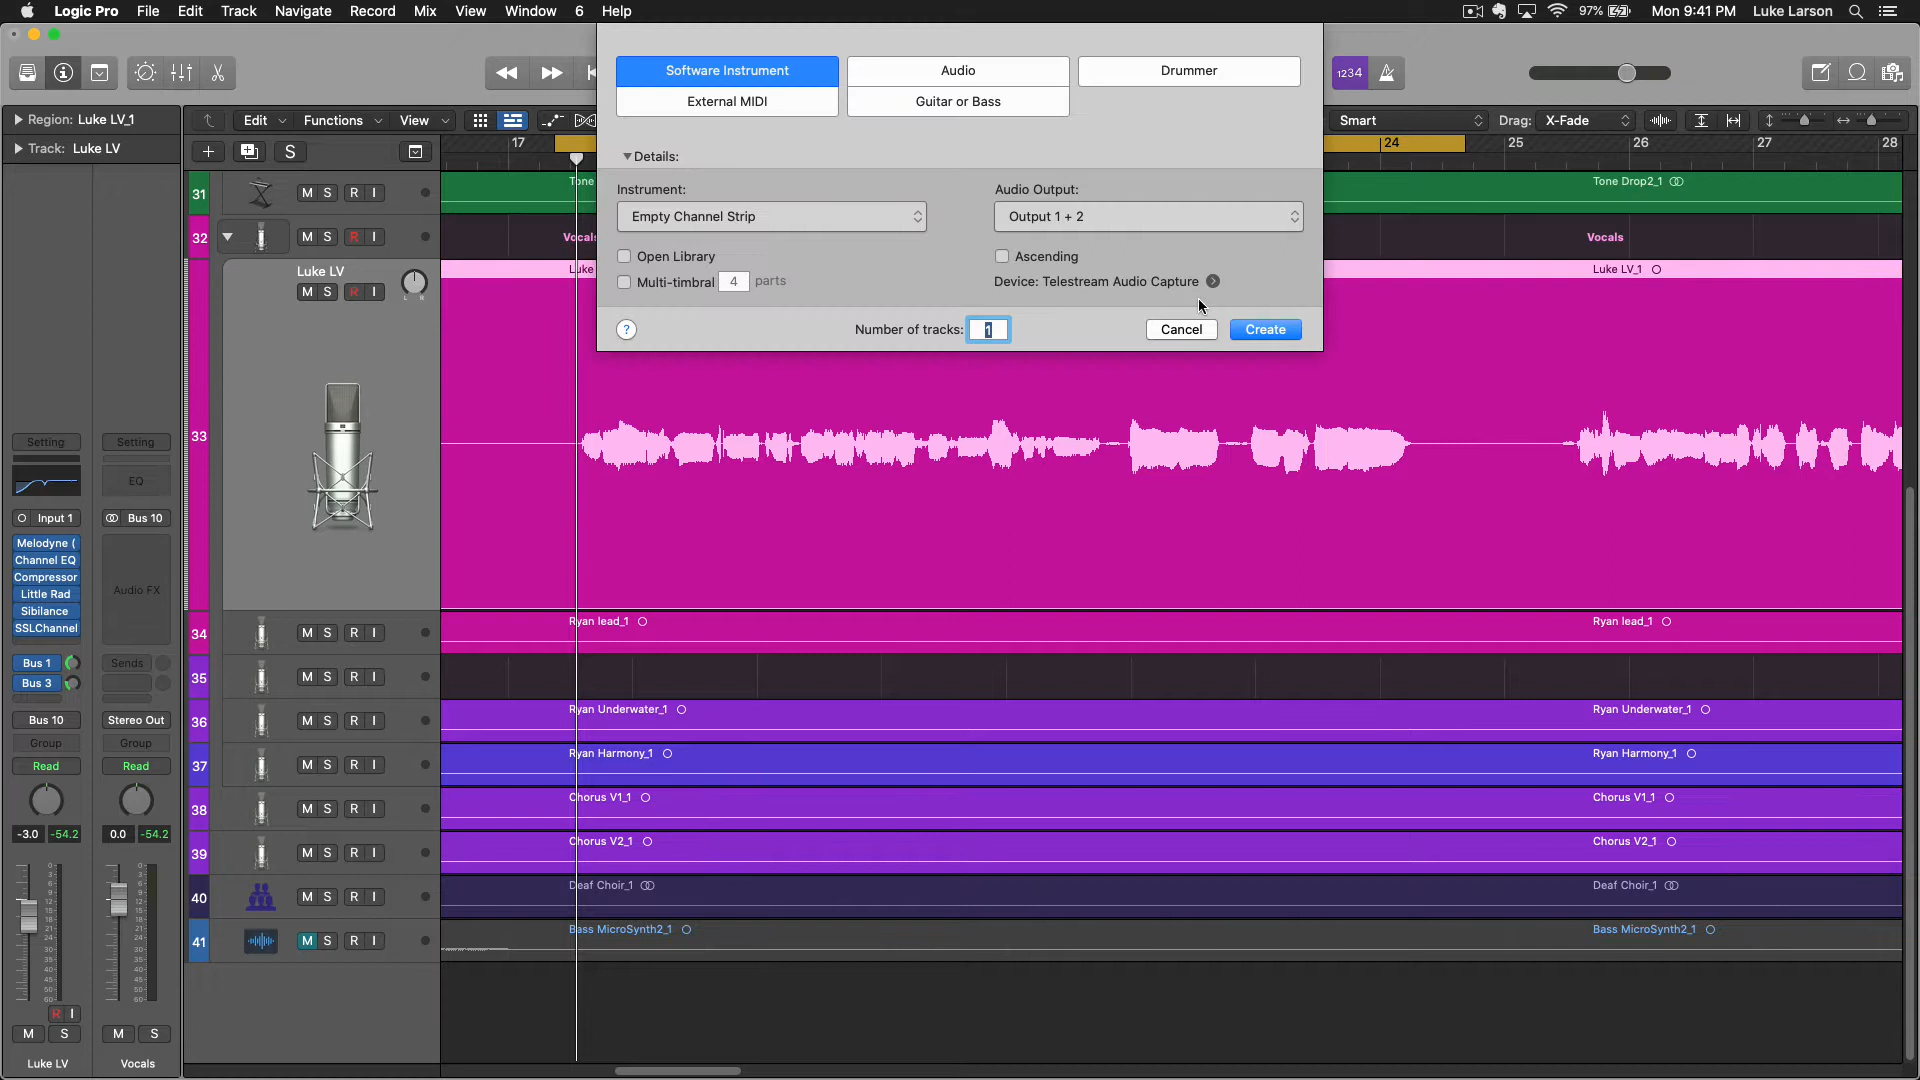 Logic Pro File Edit Track Navigate Record Mix View Window 6 Help 97% Mon 9:41 PM Luke Larson
Software Instrument Audio Drummer
External MIDI Guitar or Bass
1234
Region: Luke LV_1
Edit Functions View Smart Drag: X-Fade
Track: Luke LV
S
17 24 25 26 27 28
Details:
Instrument: Audio Output:
Empty Channel Strip Output 1 + 2
Open Library Ascending
Multi-timbral 4 parts Device: Telestream Audio Capture
? Number of tracks: 1 Cancel Create
31 M S R I Tone Tone Drop2_1
32 M S R I Vocals Vocals
Luke LV Luke Luke LV_1
M S R I
L R
33
34 M S R I Ryan lead_1 Ryan lead_1
35 M S R I
36 M S R I Ryan Underwater_1 Ryan Underwater_1
37 M S R I Ryan Harmony_1 Ryan Harmony_1
38 M S R I Chorus V1_1 Chorus V1_1
39 M S R I Chorus V2_1 Chorus V2_1
40 M S R I Deaf Choir_1 Deaf Choir_1
41 M S R I Bass MicroSynth2_1 Bass MicroSynth2_1
Setting Setting
EQ
Input 1 Bus 10
Melodyne (
Channel EQ
Compressor
Little Rad
Sibilance
SSLChannel
Audio FX
Bus 1 Sends
Bus 3
Bus 10 Stereo Out
Group Group
Read Read
-3.0 -54.2 0.0 -54.2
R I
M S M S
Luke LV Vocals